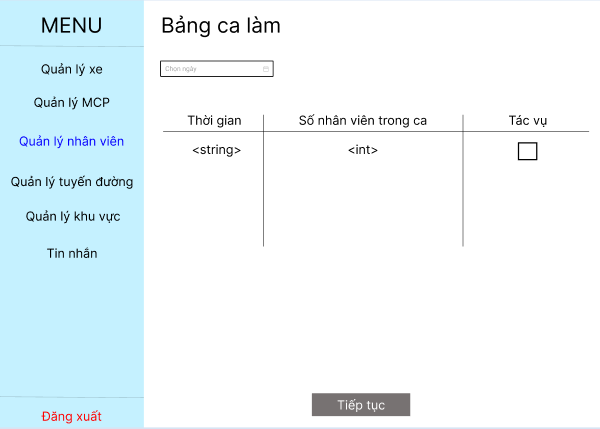 MENU
Quản lý xe
Quản lý MCP
Quản lý nhân viên
Quản lý tuyến đường
Quản lý khu vực
Tin nhắn
Đăng xuất
Bảng ca làm
Chọn ngày
Thời gian Số nhân viên trong ca Tác vụ
<string> <int>
Tiếp tục